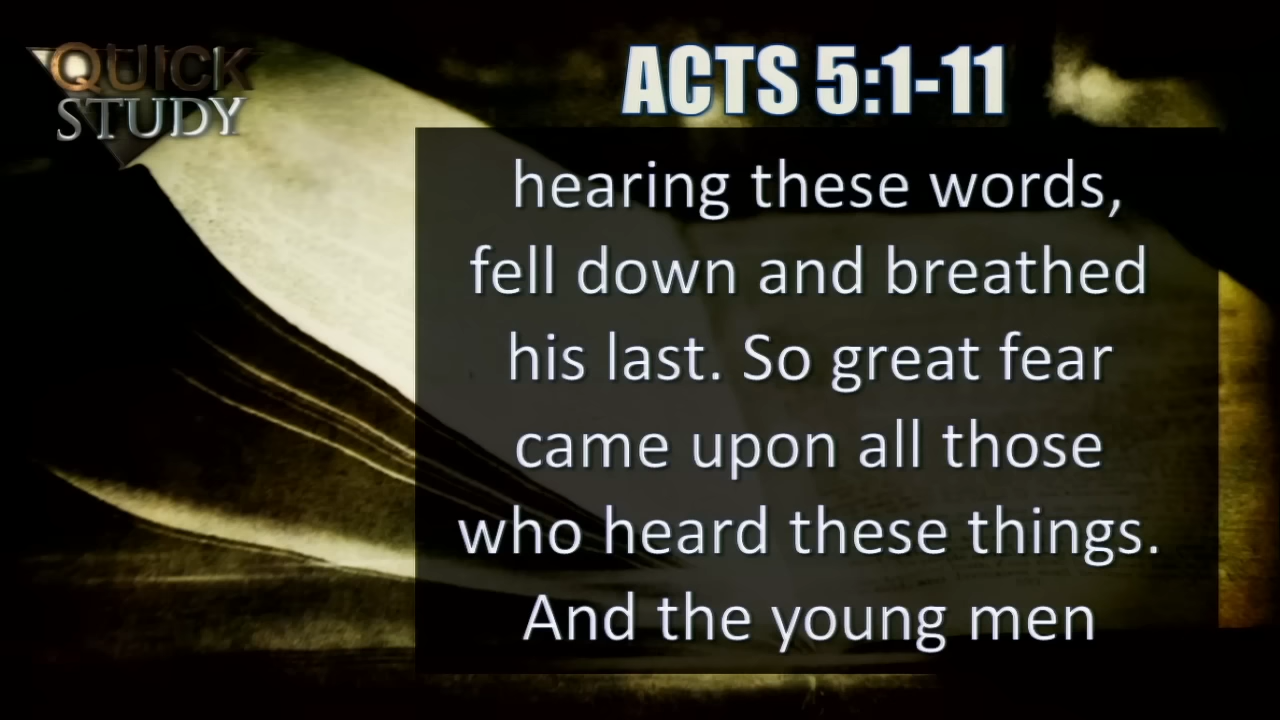 QUICK
STUDY
ACTS 5:1-11
hearing these words,
fell down and breathed
his last. So great fear
came upon all those
who heard these things.
And the young men